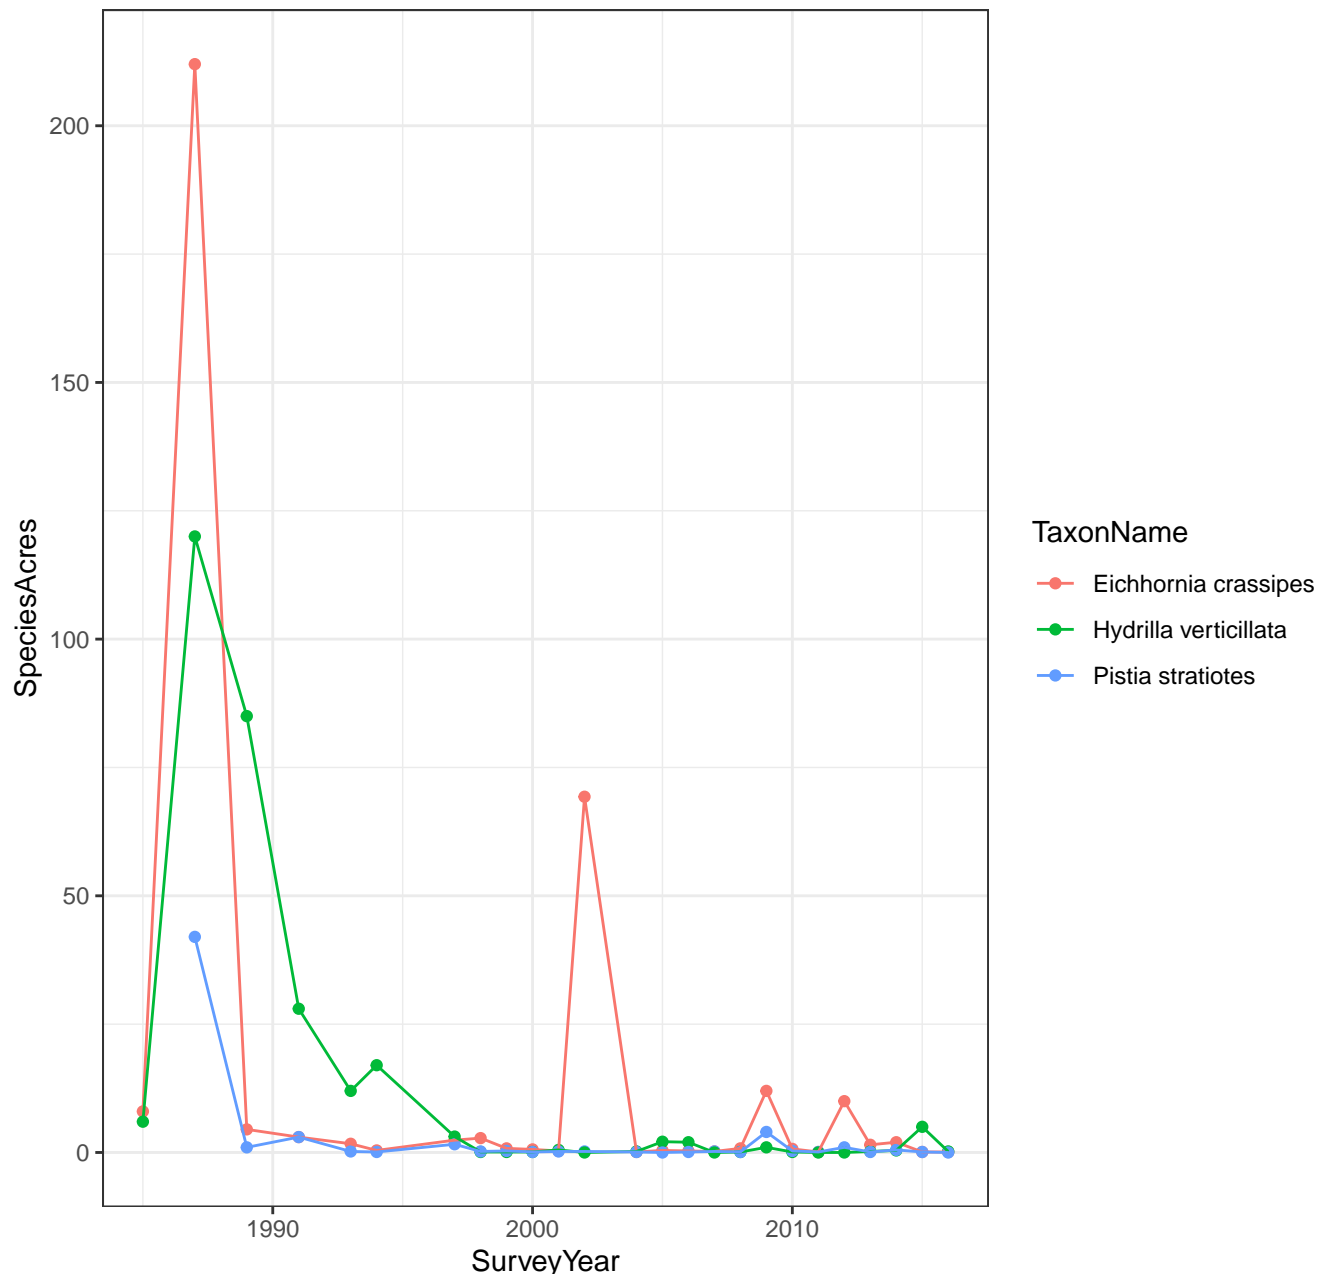 200
150
100
50
0
SpeciesAcres
1990
2000
2010
SurveyYear
TaxonName
Eichhornia crassipes
Hydrilla verticillata
Pistia stratiotes